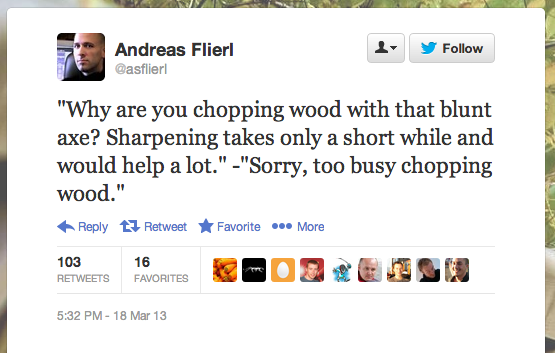 Andreas Flierl
@asflierl
Follow
"Why are you chopping wood with that blunt
axe? Sharpening takes only a short while and
would help a lot." -"Sorry, too busy chopping
wood."
Reply Retweet Favorite More
103 16
RETWEETS FAVORITES
5:32 PM - 18 Mar 13